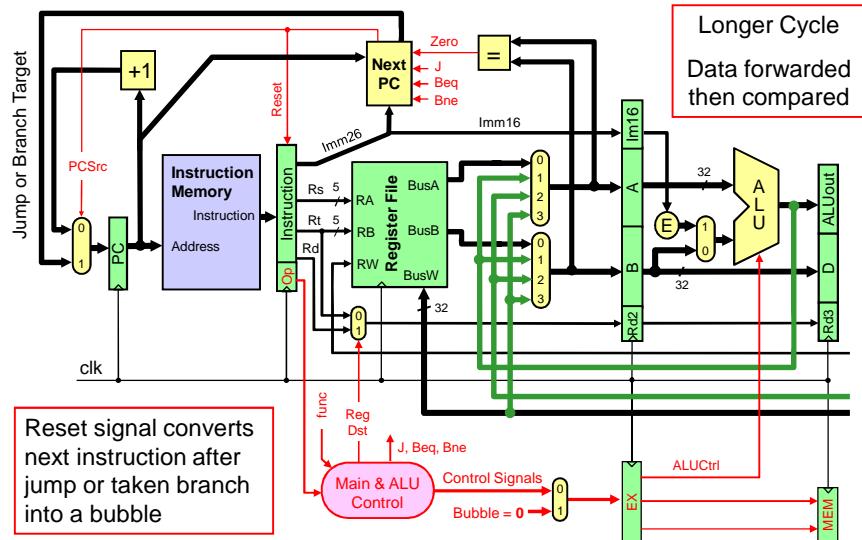 Longer Cycle
Data forwarded
then compared
Jump or Branch Target
+1
PCSrc
Reset
Next
PC
Zero
J
Beq
Bne
=
Imm26
Imm16
Im16
Instruction
Memory
Instruction
Address
0
1
PC
Instruction
Op
Rs
5
Rt
5
Rd
RA
RB
RW
Register File
BusA
BusB
BusW
0
1
2
3
0
1
2
3
32
0
1
A
B
Rd2
E
1
0
32
32
A
L
U
ALUout
D
Rd3
clk
Reset signal converts
next instruction after
jump or taken branch
into a bubble
func
Reg
Dst
J, Beq, Bne
Main & ALU
Control
Control Signals
Bubble = 0
0
1
EX
ALUCtrl
MEM